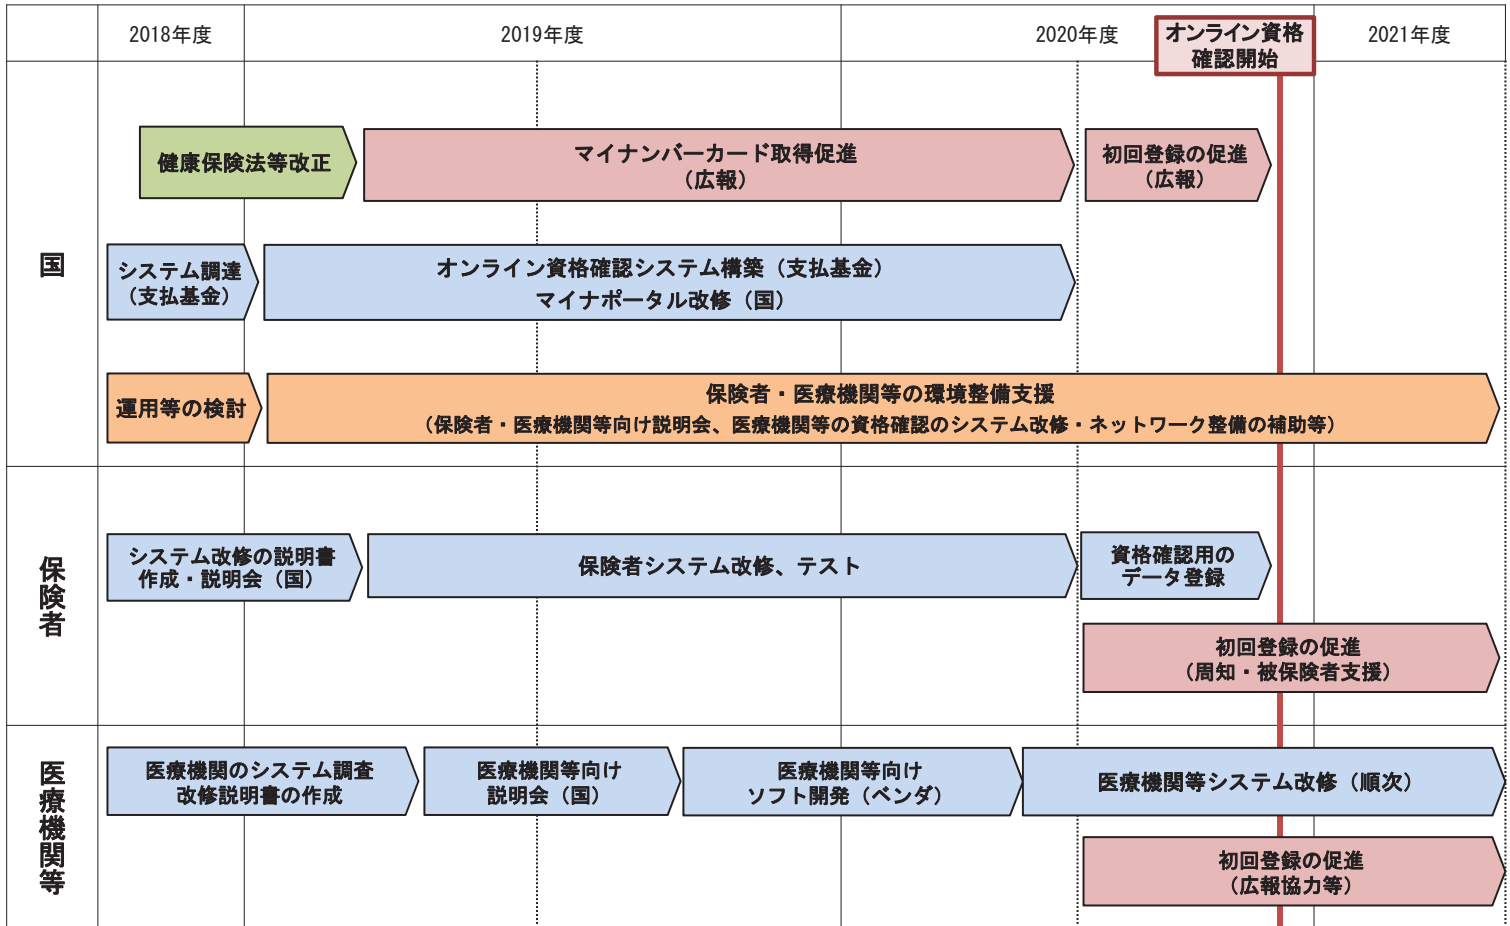 2018年度
2019年度
2020年度
オンライン資格
確認開始
2021年度
国
健康保険法等改正
マイナンバーカード取得促進
（広報）
初回登録の促進
（広報）
システム調達
（支払基金）
オンライン資格確認システム構築（支払基金）
マイナポータル改修（国）
運用等の検討
保険者・医療機関等の環境整備支援
（保険者・医療機関等向け説明会、医療機関等の資格確認のシステム改修・ネットワーク整備の補助等）
保険者
システム改修の説明書
作成・説明会（国）
保険者システム改修、テスト
資格確認用の
データ登録
初回登録の促進
（周知・被保険者支援）
医療機関等
医療機関のシステム調査
改修説明書の作成
医療機関等向け
説明会（国）
医療機関等向け
ソフト開発（ベンダ）
医療機関等システム改修（順次）
初回登録の促進
（広報協力等）